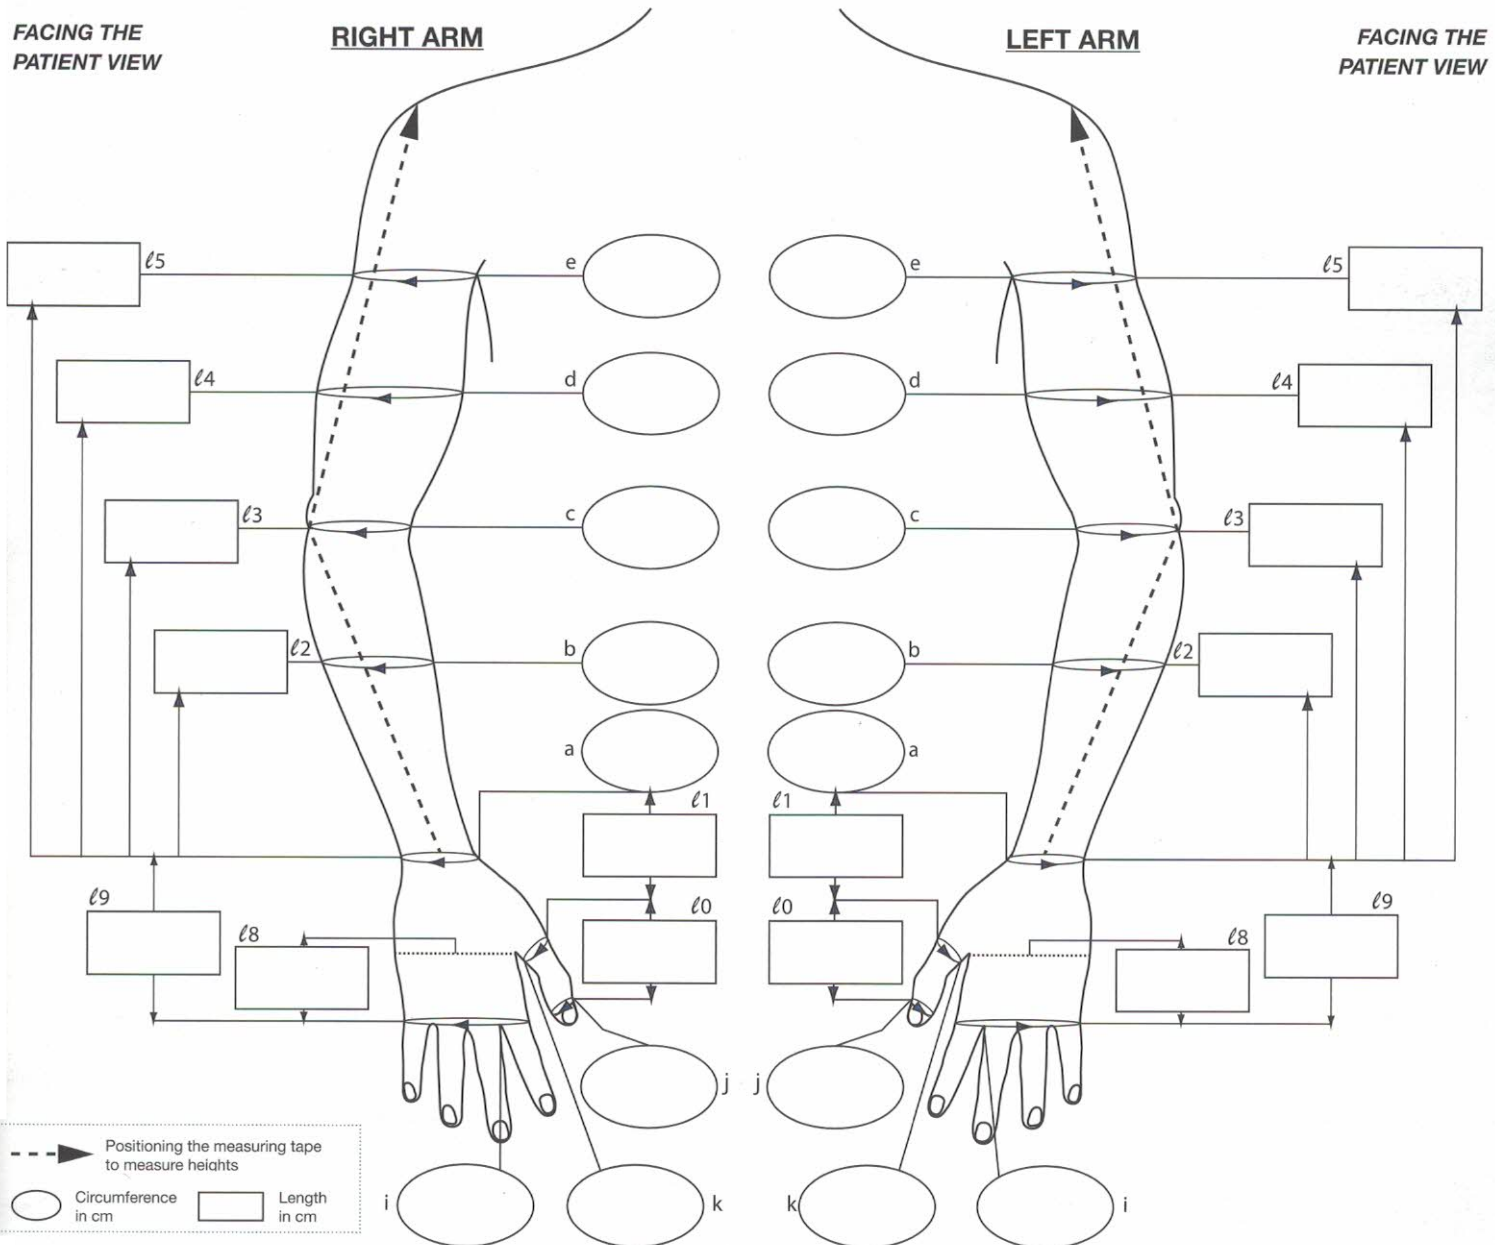 FACING THE
PATIENT VIEW
RIGHT ARM
LEFT ARM
FACING THE
PATIENT VIEW
ℓ5
e
e
ℓ5
ℓ4
d
d
ℓ4
ℓ3
c
c
ℓ3
ℓ2
b
b
ℓ2
a
a
ℓ1
ℓ1
ℓ9
ℓ0
ℓ0
ℓ9
ℓ8
ℓ8
j
j
Positioning the measuring tape
to measure heights
Circumference
in cm
Length
in cm
i
k
k
i